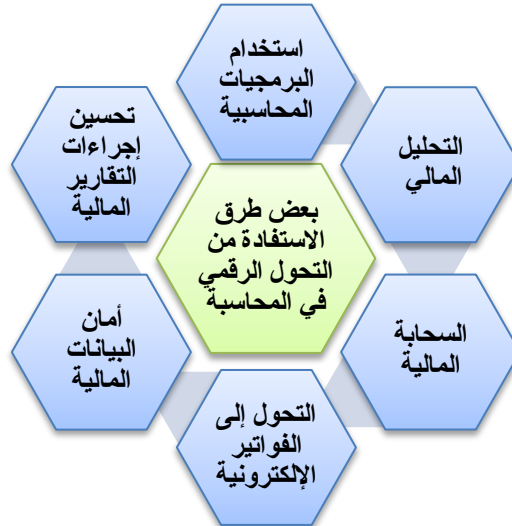 استخدام
البرمجيات
المحاسبية
التحليل
المالي
السحابة
المالية
التحول إلى
الفواتير
الإلكترونية
أمان
البيانات
المالية
تحسين
إجراءات
التقارير
المالية
بعض طرق
الاستفادة من
التحول الرقمي
في المحاسبة